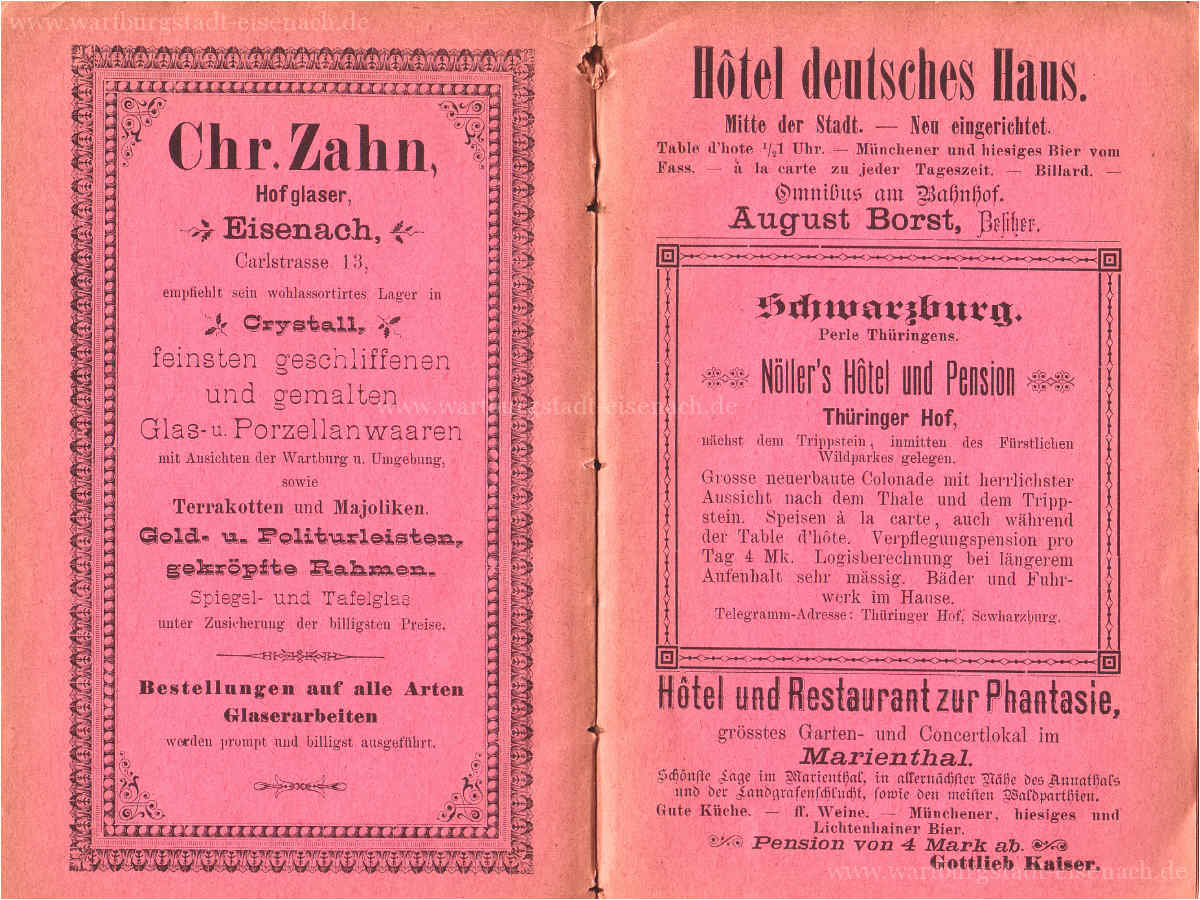 www.wartburgstadt-eisenach.de
Chr. Zahn,
Hofglaser,
Eisenach,
Carlstrasse 13,
empfiehlt sein wohlassortirtes Lager in
Crystall,
feinsten geschliffenen
und gemalten
Glas- u. Porzellanwaaren
mit Ansichten der Wartburg u. Umgebung,
sowie
Terrakotten und Majoliken.
Gold- u. Politurleisten,
gekröpfte Rahmen.
Spiegel- und Tafelglas
unter Zusicherung der billigsten Preise.
Bestellungen auf alle Arten
Glaserarbeiten
werden prompt und billigst ausgeführt.
Hôtel deutsches Haus.
Mitte der Stadt. — Neu eingerichtet.
Table d'hote ½1 Uhr. — Münchener und hiesiges Bier vom
Fass. — à la carte zu jeder Tageszeit. — Billard. —
Omnibus am Bahnhof.
August Borst, Besitzer.
Schwarzburg.
Perle Thüringens.
Nöller's Hôtel und Pension
www.wartburgstadt-eisenach.de
Thüringer Hof,
nächst dem Trippstein, inmitten des Fürstlichen
Wildparkes gelegen.
Grosse neuerbaute Colonade mit herrlichster
Aussicht nach dem Thale und dem Tripp-
stein. Speisen à la carte, auch während
der Table d'hôte. Verpflegungspension pro
Tag 4 Mk. Logisberechnung bei längerem
Aufenhalt sehr mässig. Bäder und Fuhr-
werk im Hause.
Telegramm-Adresse: Thüringer Hof, Sewharzburg.
Hôtel und Restaurant zur Phantasie,
grösstes Garten- und Concertlokal im
Marienthal.
Schönste Lage im Marienthal, in allernächster Nähe des Annathals
und der Landgrafenschlucht, sowie den meisten Waldparthien.
Gute Küche. — ff. Weine. — Münchener, hiesiges und
Lichtenhainer Bier.
Pension von 4 Mark ab.
Gottlieb Kaiser.
www.wartburgstadt-eisenach.de